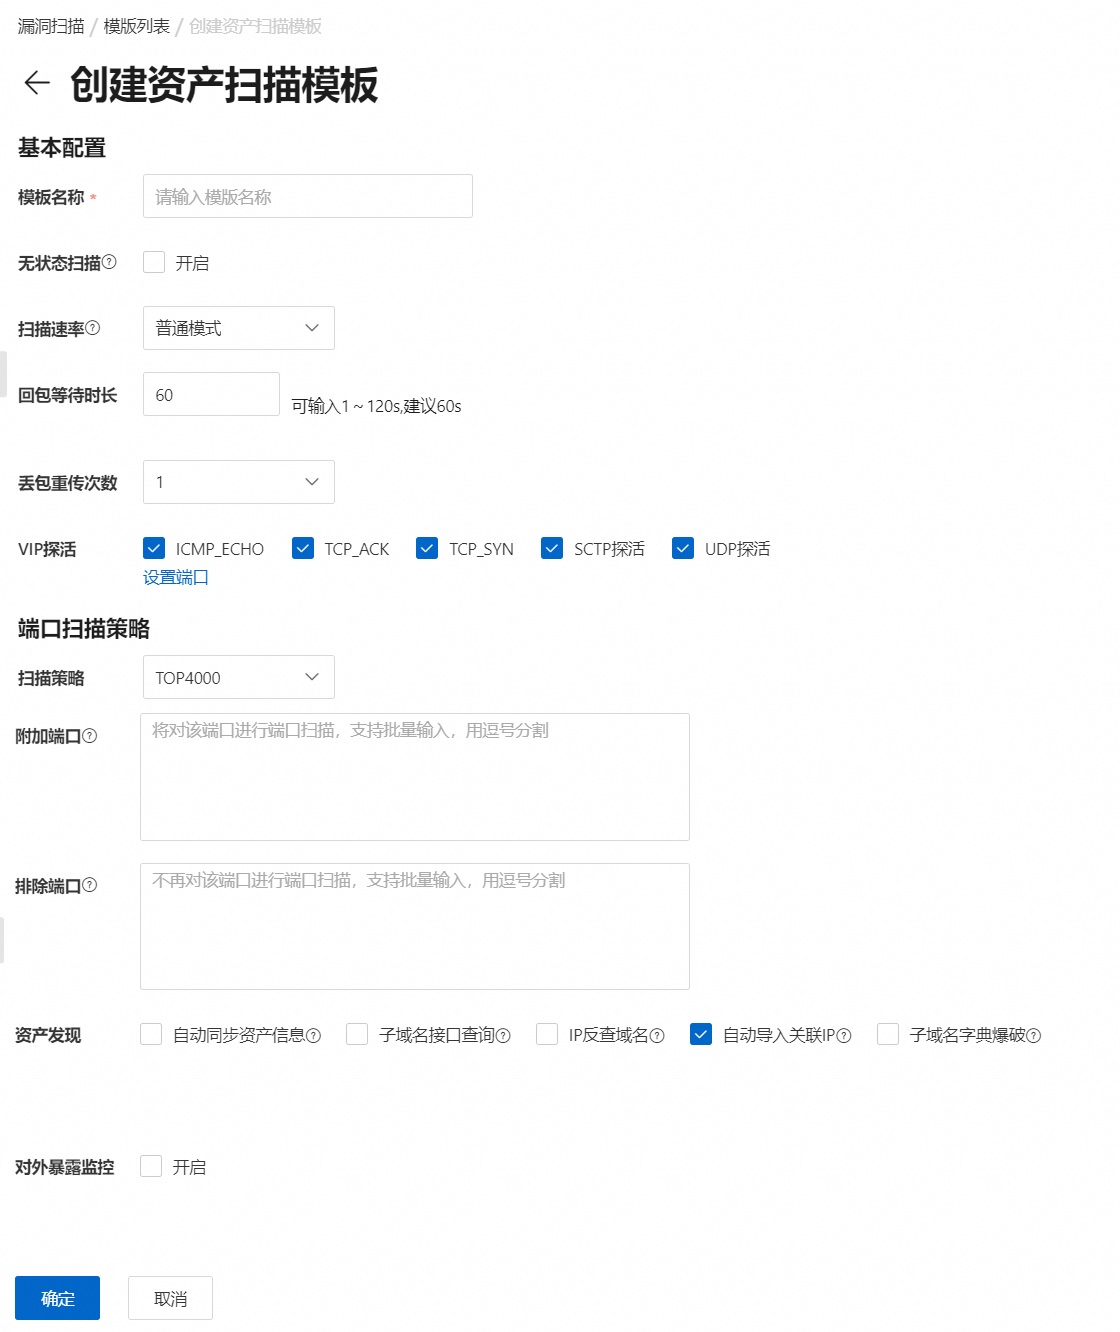 漏洞扫描 / 模版列表 / 创建资产扫描模板
创建资产扫描模板
基本配置
模板名称 *
请输入模版名称
无状态扫描? 开启
扫描速率? 普通模式
回包等待时长 60 可输入1~120s,建议60s
丢包重传次数 1
VIP探活 ICMP_ECHO TCP_ACK TCP_SYN SCTP探活 UDP探活
设置端口
端口扫描策略
扫描策略 TOP4000
附加端口? 将对该端口进行端口扫描，支持批量输入，用逗号分割
排除端口? 不再对该端口进行端口扫描，支持批量输入，用逗号分割
资产发现 自动同步资产信息? 子域名接口查询? IP反查域名? 自动导入关联IP? 子域名字典爆破?
对外暴露监控 开启
确定 取消